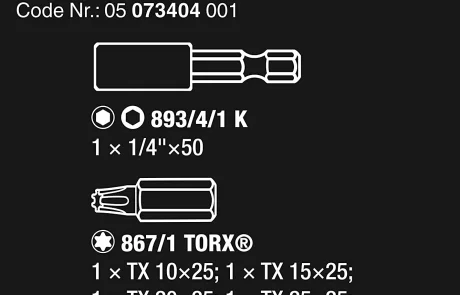 Code Nr.: 05 073404 001
893/4/1 K
1 × 1/4"×50
867/1 TORX®
1 × TX 10×25; 1 × TX 15×25;